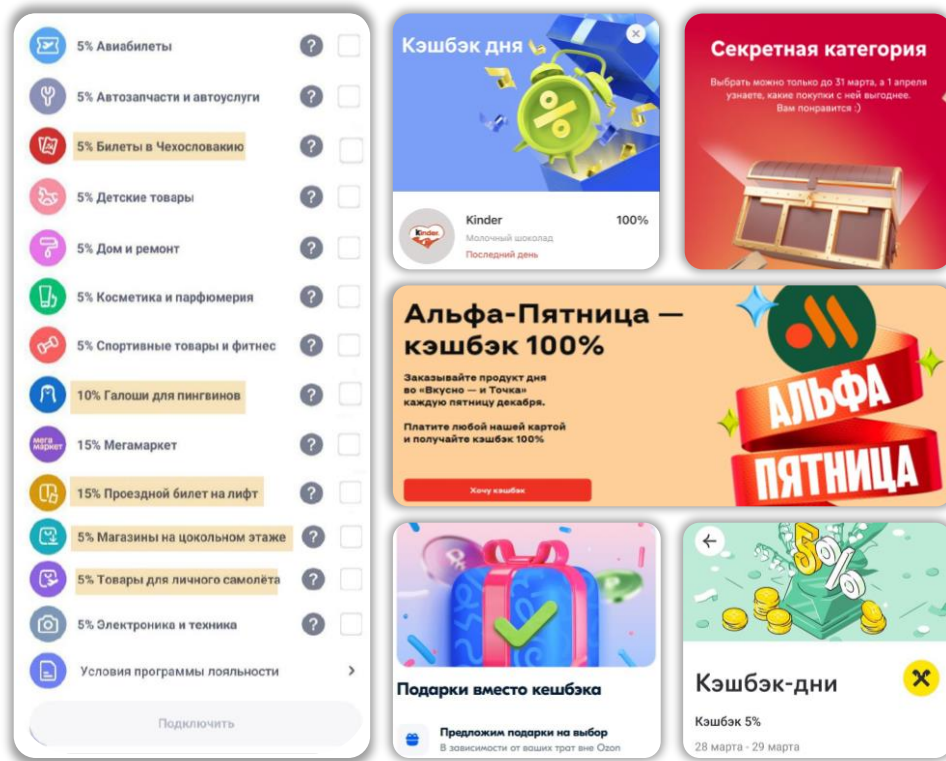 5% Авиабилеты
5% Автозапчасти и автоуслуги
5% Билеты в Чехословакию
5% Детские товары
5% Дом и ремонт
5% Косметика и парфюмерия
5% Спортивные товары и фитнес
10% Галоши для пингвинов
мега
маркет
15% Мегамаркет
15% Проездной билет на лифт
5% Магазины на цокольном этаже
5% Товары для личного самолёта
5% Электроника и техника
Условия программы лояльности
Подключить
Кэшбэк дня
%
Kinder
Kinder
100%
Молочный шоколад
Последний день
Секретная категория
Выбрать можно только до 31 марта, а 1 апреля
узнаете, какие покупки с ней выгоднее.
Вам понравится :)
Альфа-Пятница —
кэшбэк 100%
Заказывайте продукт дня
во «Вкусно — и Точка»
каждую пятницу декабря.
Платите любой нашей картой
и получайте кэшбэк 100%
Хочу кэшбэк
АЛЬФА
ПЯТНИЦА
Подарки вместо кешбэка
Предложим подарки на выбор
В зависимости от ваших трат вне Ozon
5%
Кэшбэк-дни
Кэшбэк 5%
28 марта - 29 марта